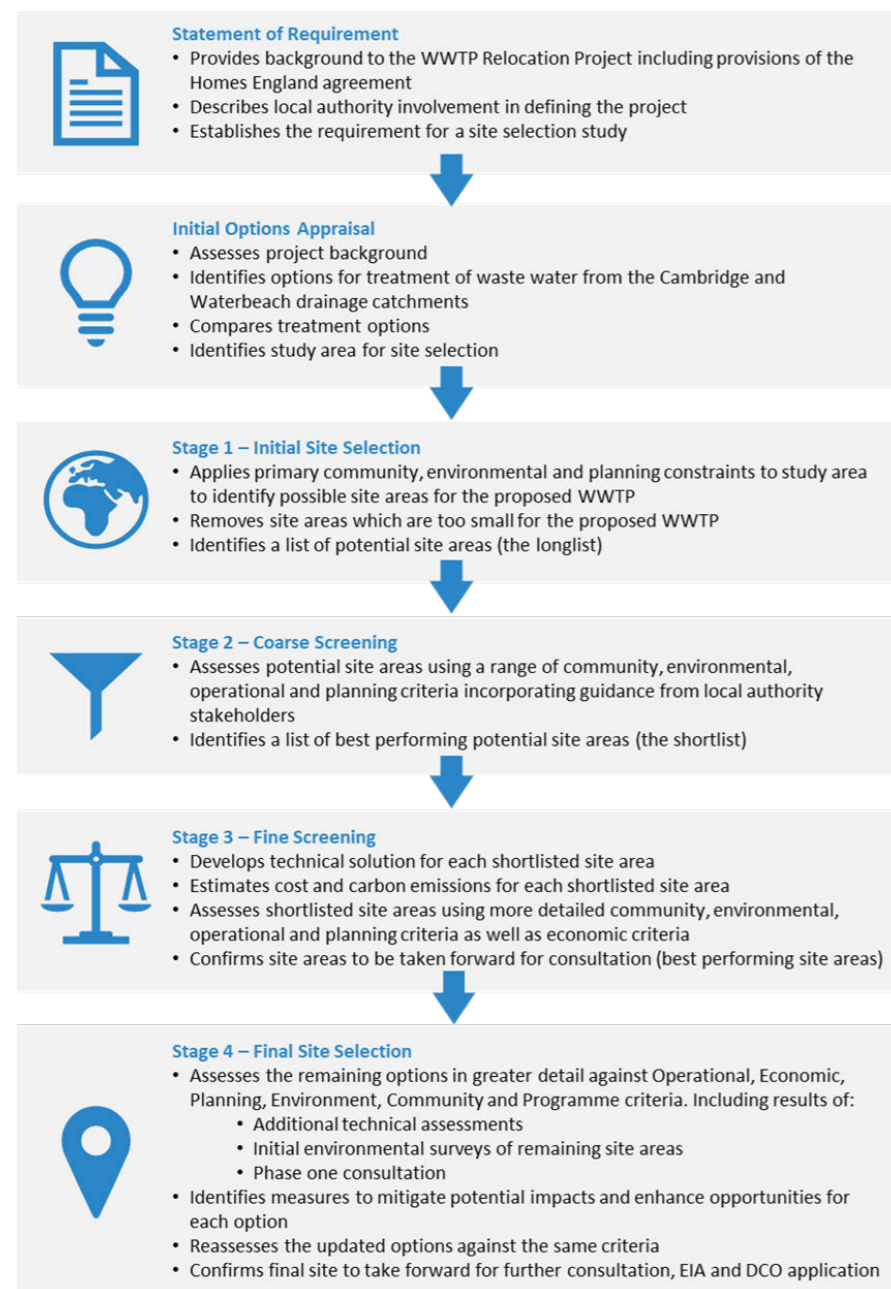 Statement of Requirement
• Provides background to the WWTP Relocation Project including provisions of the
Homes England agreement
• Describes local authority involvement in defining the project
• Establishes the requirement for a site selection study
Initial Options Appraisal
• Assesses project background
• Identifies options for treatment of waste water from the Cambridge and
Waterbeach drainage catchments
• Compares treatment options
• Identifies study area for site selection
Stage 1 – Initial Site Selection
• Applies primary community, environmental and planning constraints to study area
to identify possible site areas for the proposed WWTP
• Removes site areas which are too small for the proposed WWTP
• Identifies a list of potential site areas (the longlist)
Stage 2 – Coarse Screening
• Assesses potential site areas using a range of community, environmental,
operational and planning criteria incorporating guidance from local authority
stakeholders
• Identifies a list of best performing potential site areas (the shortlist)
Stage 3 – Fine Screening
• Develops technical solution for each shortlisted site area
• Estimates cost and carbon emissions for each shortlisted site area
• Assesses shortlisted site areas using more detailed community, environmental,
operational and planning criteria as well as economic criteria
• Confirms site areas to be taken forward for consultation (best performing site areas)
Stage 4 – Final Site Selection
• Assesses the remaining options in greater detail against Operational, Economic,
Planning, Environment, Community and Programme criteria. Including results of:
• Additional technical assessments
• Initial environmental surveys of remaining site areas
• Phase one consultation
• Identifies measures to mitigate potential impacts and enhance opportunities for
each option
• Reassesses the updated options against the same criteria
• Confirms final site to take forward for further consultation, EIA and DCO application